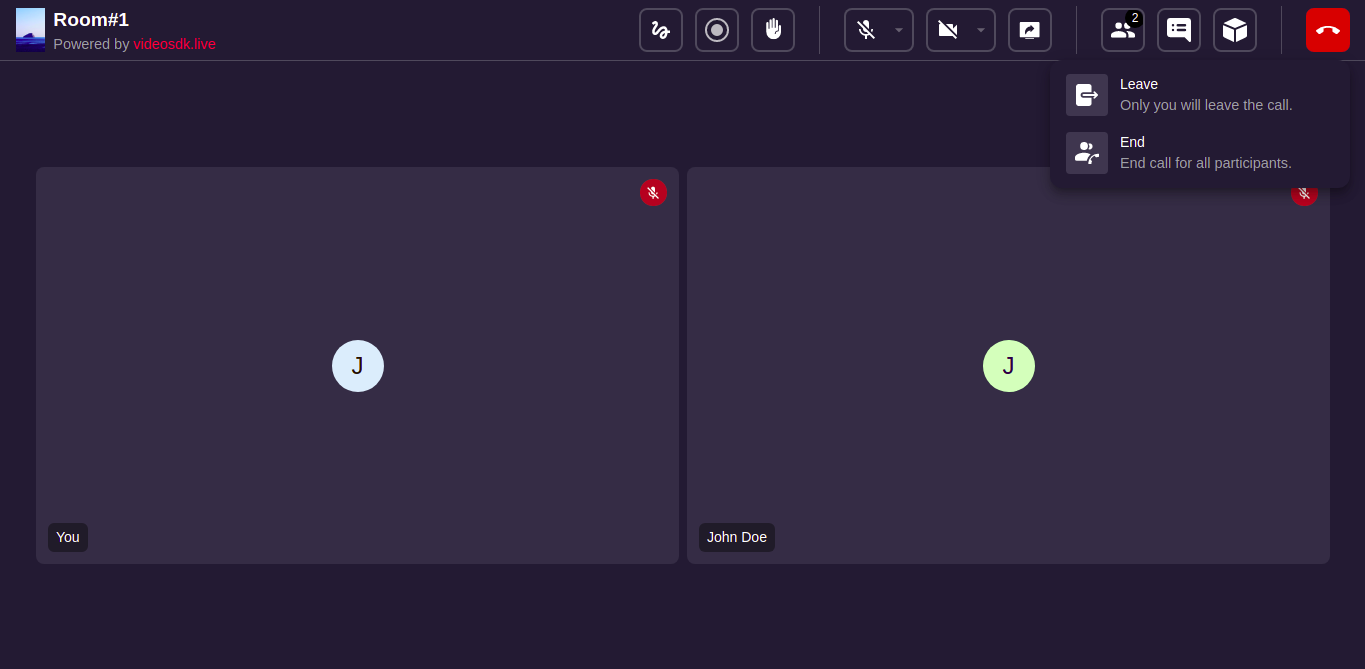 Room#1
Powered by videosdk.live
2
Leave
Only you will leave the call.
End
End call for all participants.
J
J
You
John Doe